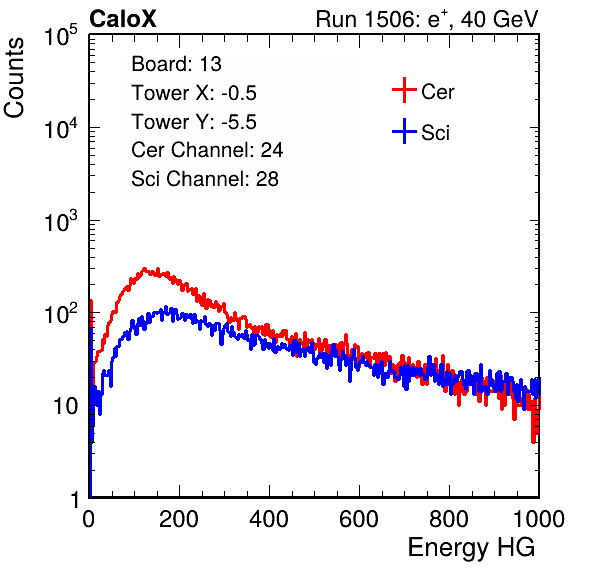 CaloX Run 1506: e⁺, 40 GeV
Counts
Board: 13
Tower X: -0.5
Tower Y: -5.5
Cer Channel: 24
Sci Channel: 28
Cer
Sci
10⁵
10⁴
10³
10²
10
1
0 200 400 600 800 1000
Energy HG